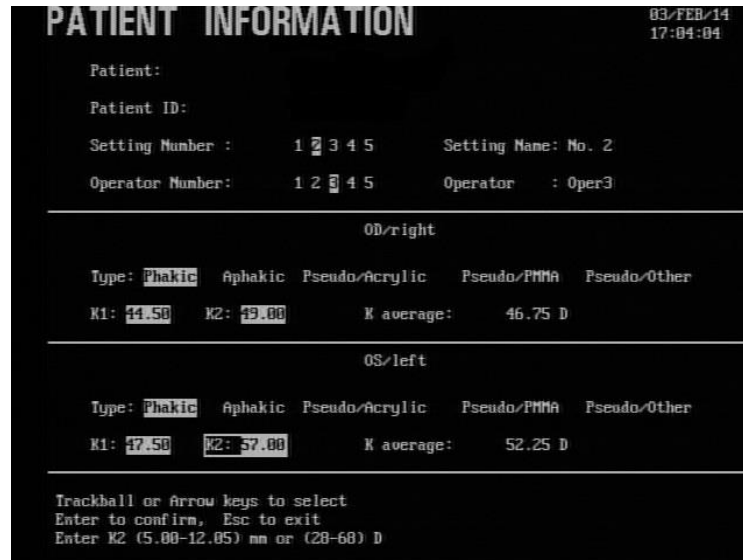 PATIENT INFORMATION 03/FEB/14
17:04:04
Patient:
Patient ID:
Setting Number : 1 2 3 4 5 Setting Name: No. 2
Operator Number: 1 2 3 4 5 Operator : Oper3
OD/right
Type: Phakic Aphakic Pseudo/Acrylic Pseudo/PMMA Pseudo/Other
K1: 44.50 K2: 49.00 K average: 46.75 D
OS/left
Type: Phakic Aphakic Pseudo/Acrylic Pseudo/PMMA Pseudo/Other
K1: 47.50 K2: 57.00 K average: 52.25 D
Trackball or Arrow keys to select
Enter to confirm, Esc to exit
Enter K2 (5.00-12.05) mm or (28-68) D